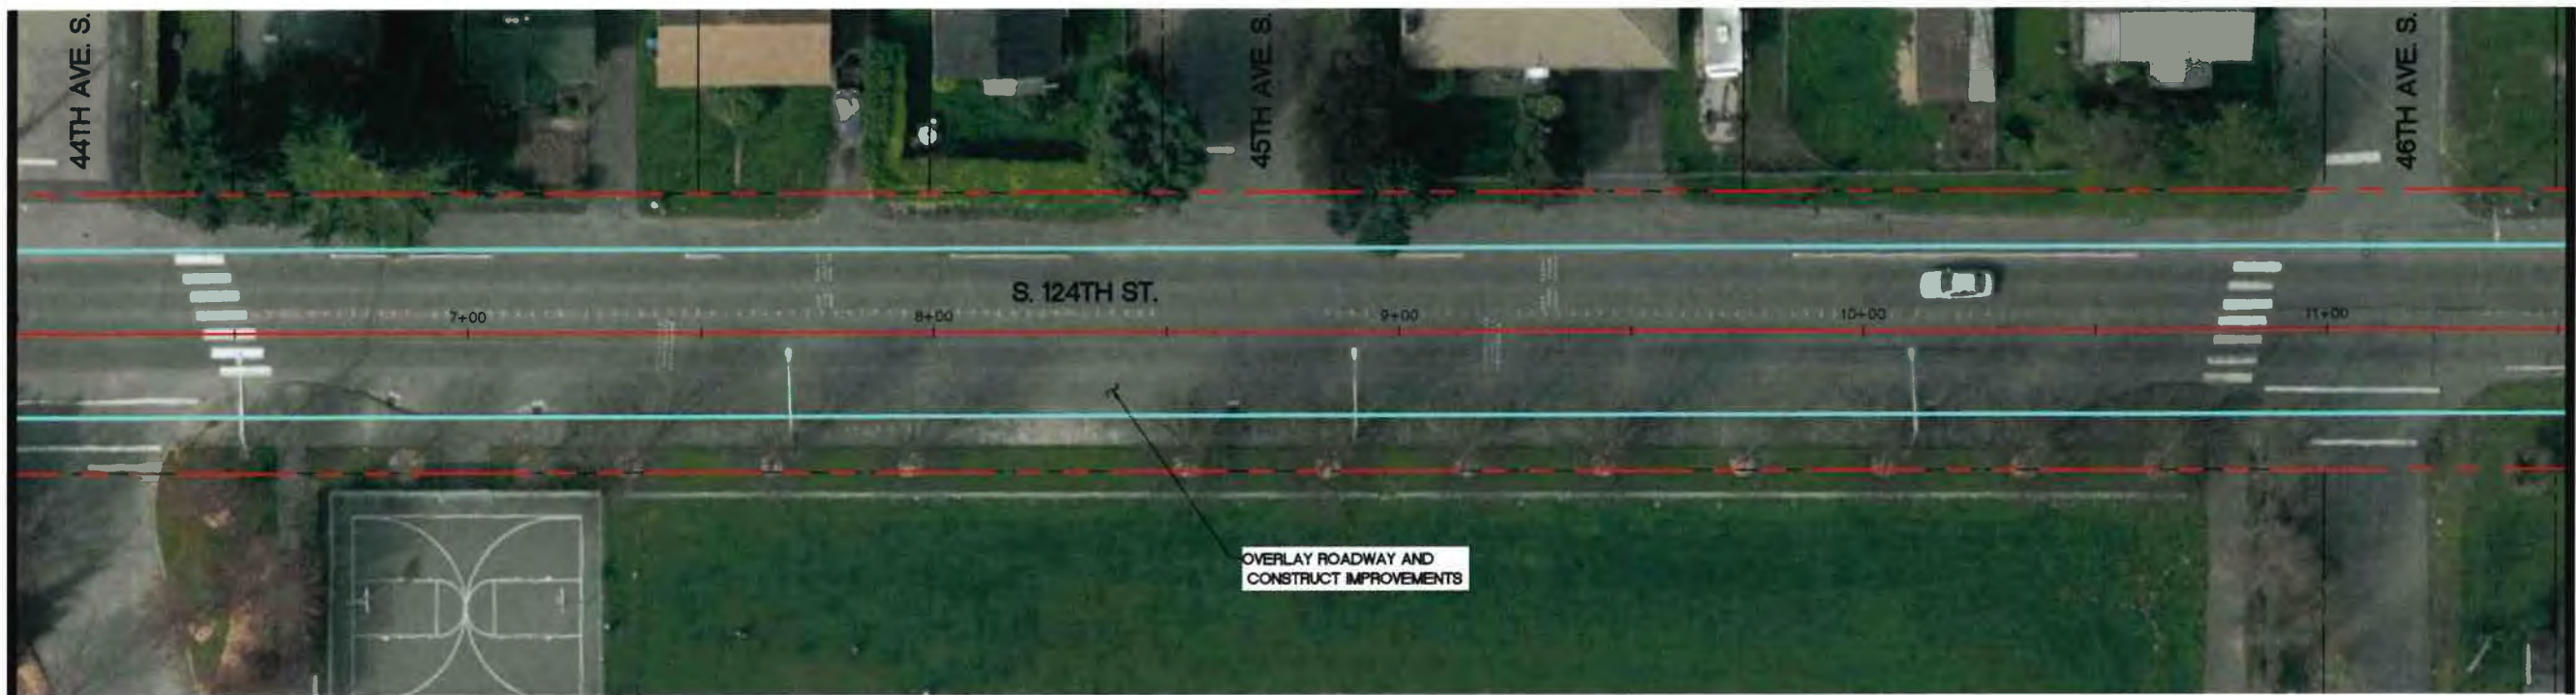 44TH AVE. S.
45TH AVE. S.
46TH AVE. S.
S. 124TH ST.
7+00
8+00
9+00
10+00
11+00
OVERLAY ROADWAY AND
CONSTRUCT IMPROVEMENTS